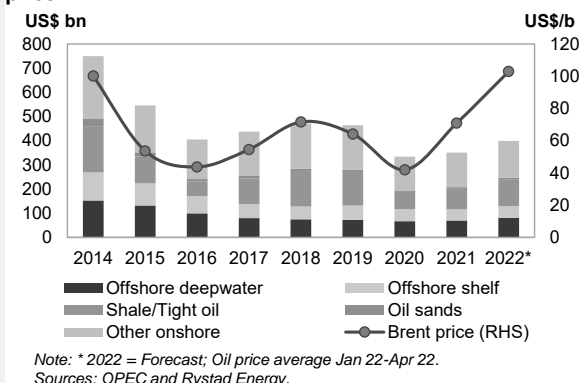 US$ bn US$/b
800 120
700 100
600 80
500 60
400 40
300 20
200 0
100
0
2014 2015 2016 2017 2018 2019 2020 2021 2022*
Offshore deepwater Offshore shelf
Shale/Tight oil Oil sands
Other onshore Brent price (RHS)
Note: * 2022 = Forecast; Oil price average Jan 22-Apr 22.
Sources: OPEC and Rystad Energy.